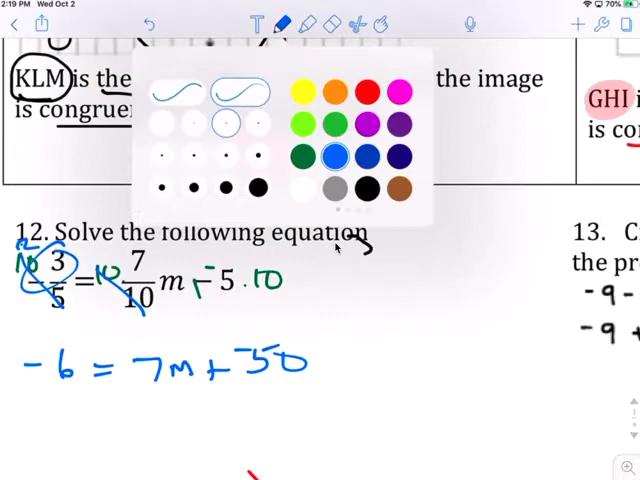 2:19 PM Wed Oct 2
70%
KLM is the
the image
is congruen
GHI i
is co
12. Solve the following equation
13. C
the pr
10 - 3/5 = 10 7/10 m + -5 · 10
-9 -
-9 +
-6 = 7m + -50